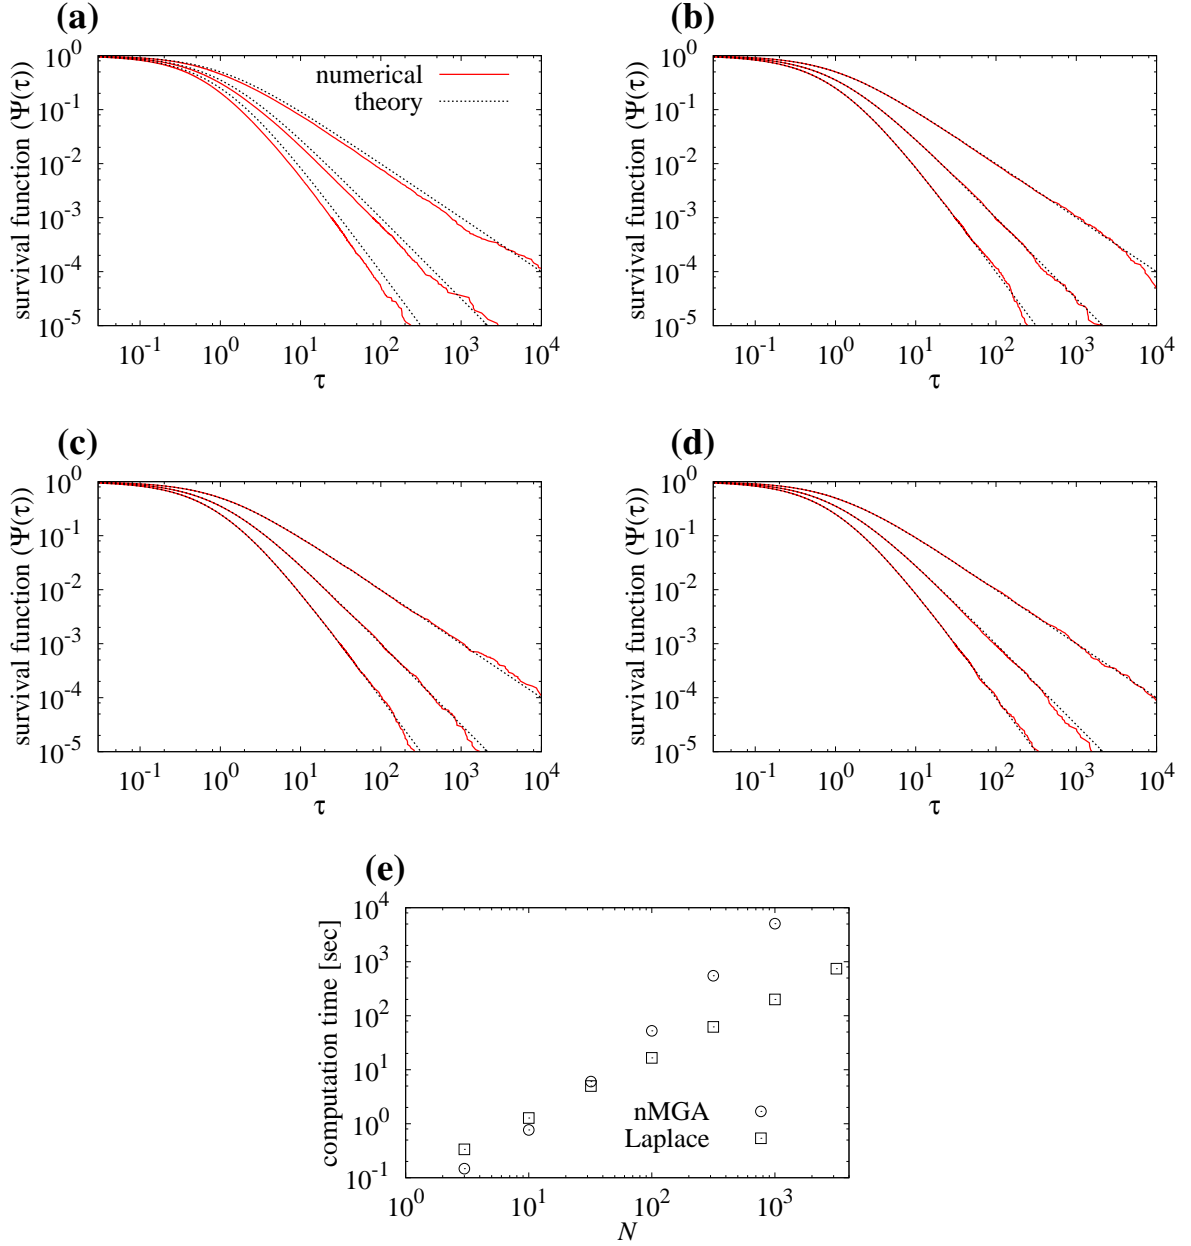 (a)
survival function (Ψ(τ))
10^0
10^-1
10^-2
10^-3
10^-4
10^-5
numerical
theory
10^-1 10^0 10^1 10^2 10^3 10^4
τ
(b)
survival function (Ψ(τ))
10^0
10^-1
10^-2
10^-3
10^-4
10^-5
10^-1 10^0 10^1 10^2 10^3 10^4
τ
(c)
survival function (Ψ(τ))
10^0
10^-1
10^-2
10^-3
10^-4
10^-5
10^-1 10^0 10^1 10^2 10^3 10^4
τ
(d)
survival function (Ψ(τ))
10^0
10^-1
10^-2
10^-3
10^-4
10^-5
10^-1 10^0 10^1 10^2 10^3 10^4
τ
(e)
computation time [sec]
10^4
10^3
10^2
10^1
10^0
10^-1
nMGA
Laplace
10^0 10^1 10^2 10^3
N